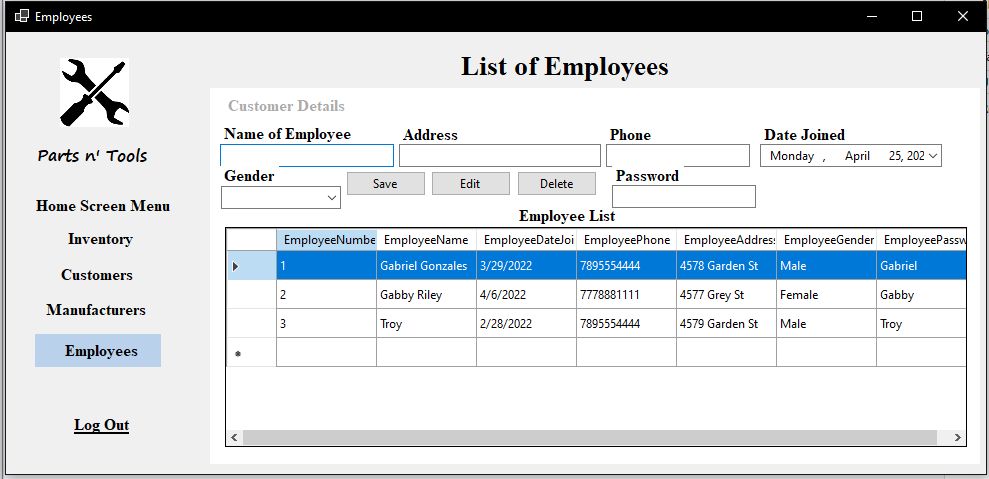 Employees
List of Employees
Parts n' Tools
Home Screen Menu
Inventory
Customers
Manufacturers
Employees
Log Out
Customer Details
Name of Employee Address Phone Date Joined
Monday , April 25, 202
Gender Save Edit Delete Password
Employee List
EmployeeNumbe EmployeeName EmployeeDateJoi EmployeePhone EmployeeAddress EmployeeGender EmployeePassw
1 Gabriel Gonzales 3/29/2022 7895554444 4578 Garden St Male Gabriel
2 Gabby Riley 4/6/2022 7778881111 4577 Grey St Female Gabby
3 Troy 2/28/2022 7895554444 4579 Garden St Male Troy